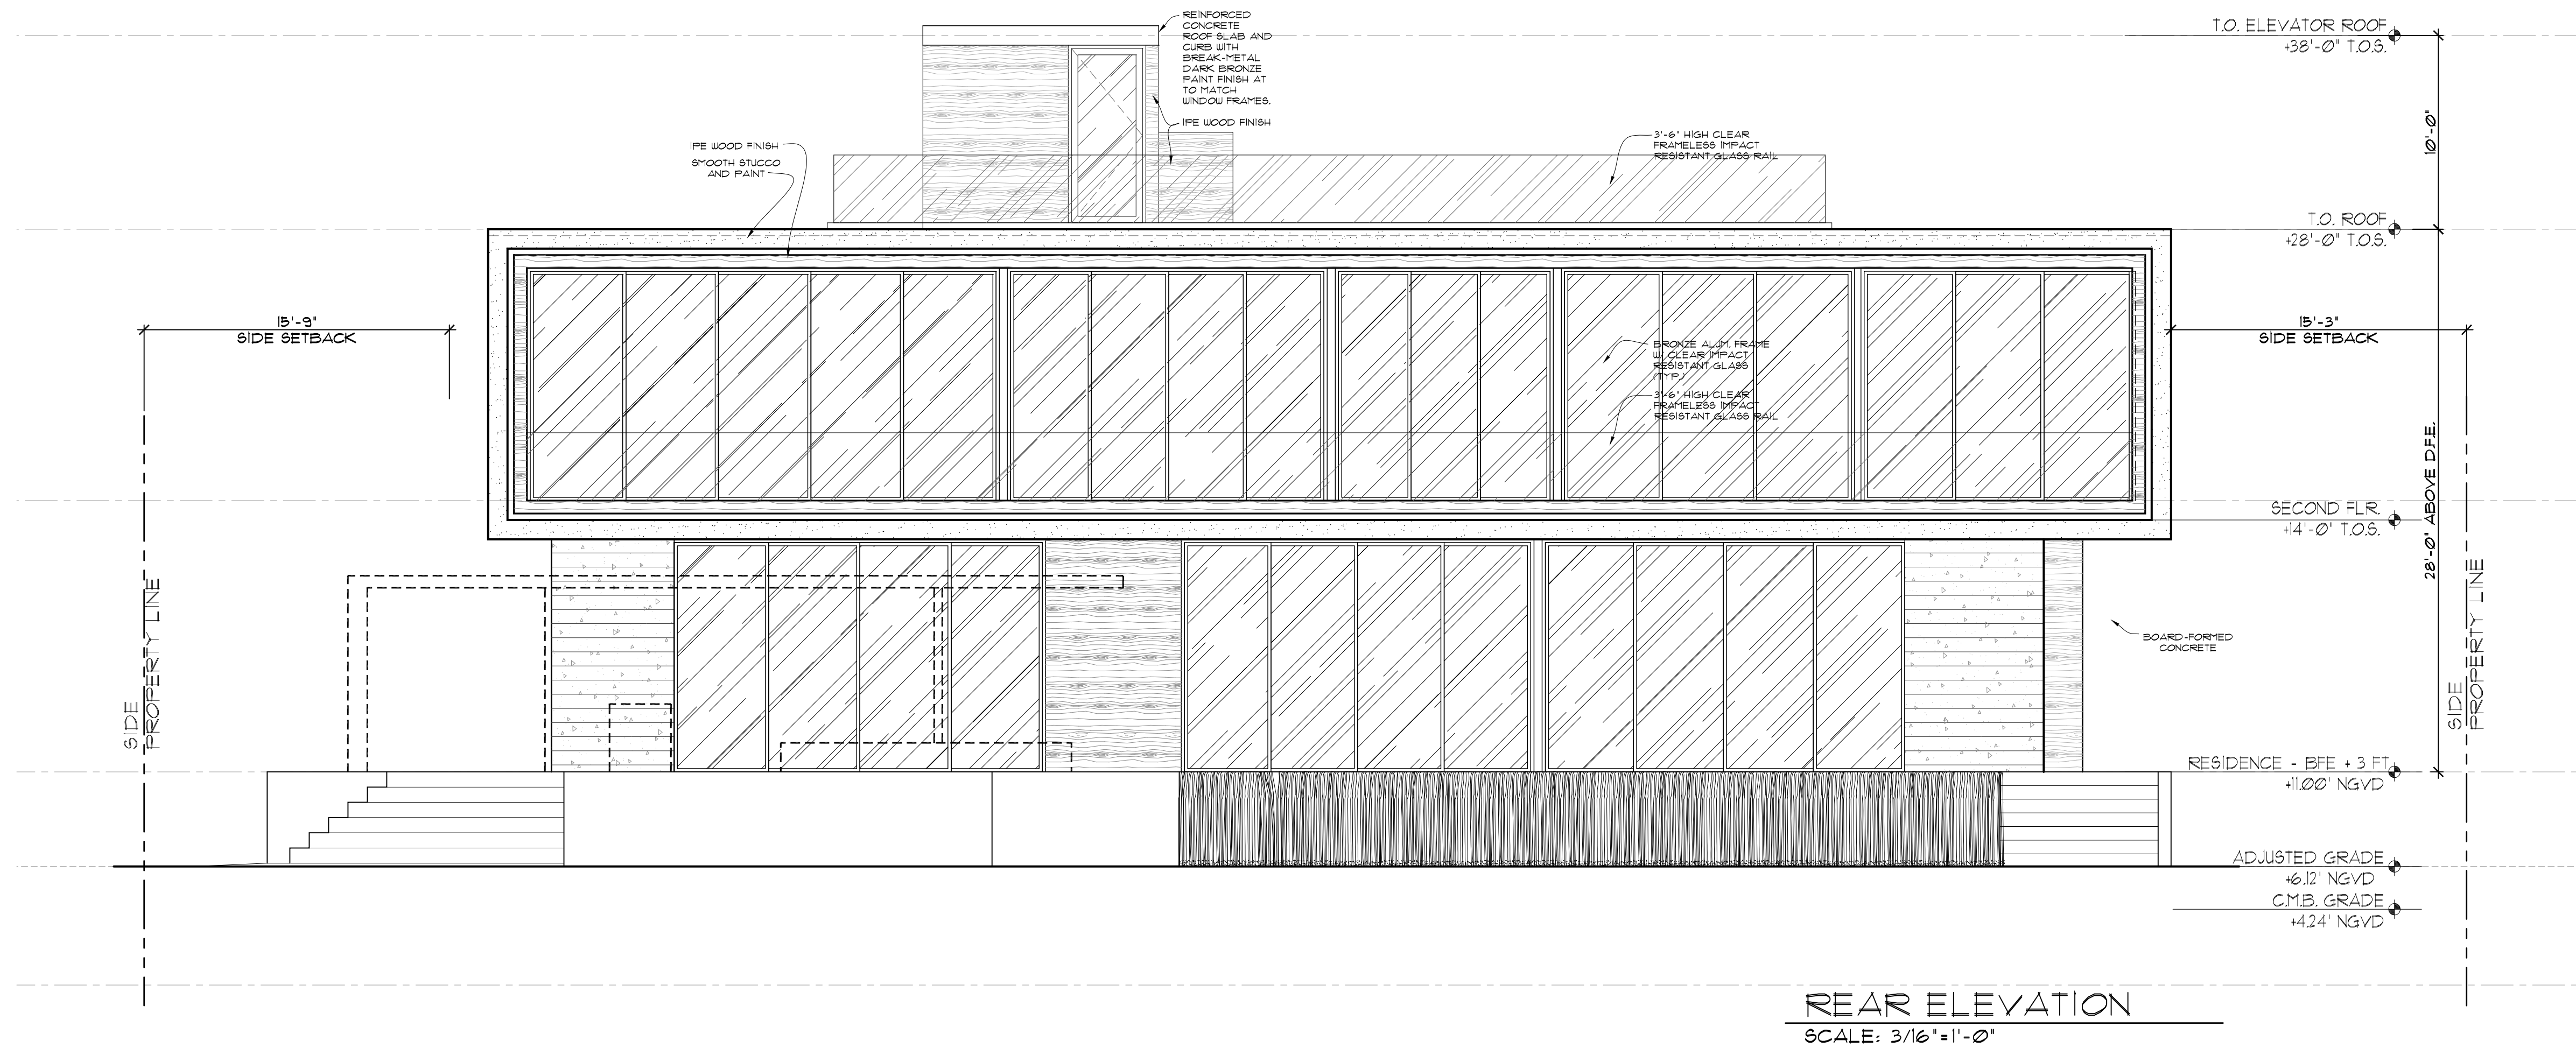 REINFORCED
CONCRETE
ROOF SLAB AND
CURB WITH
BREAK-METAL
DARK BRONZE
PAINT FINISH AT
TO MATCH
WINDOW FRAMES.
IPE WOOD FINISH
T.O. ELEVATOR ROOF
+38'-0" T.O.S.
10'-0"
IPE WOOD FINISH
SMOOTH STUCCO
AND PAINT
3'-6" HIGH CLEAR
FRAMELESS IMPACT
RESISTANT GLASS RAIL
T.O. ROOF
+28'-0" T.O.S.
15'-9"
SIDE SETBACK
15'-3"
SIDE SETBACK
BRONZE ALUM. FRAME
W/ CLEAR IMPACT
RESISTANT GLASS
(TYP.)
3'-6" HIGH CLEAR
FRAMELESS IMPACT
RESISTANT GLASS RAIL
28'-0" ABOVE D.F.E.
SECOND FLR.
+14'-0" T.O.S.
SIDE
PROPERTY LINE
SIDE
PROPERTY LINE
BOARD-FORMED
CONCRETE
RESIDENCE - BFE + 3 FT
+11.00' NGVD
ADJUSTED GRADE
+6.12' NGVD
C.M.B. GRADE
+4.24' NGVD
REAR ELEVATION
SCALE: 3/16"=1'-0"